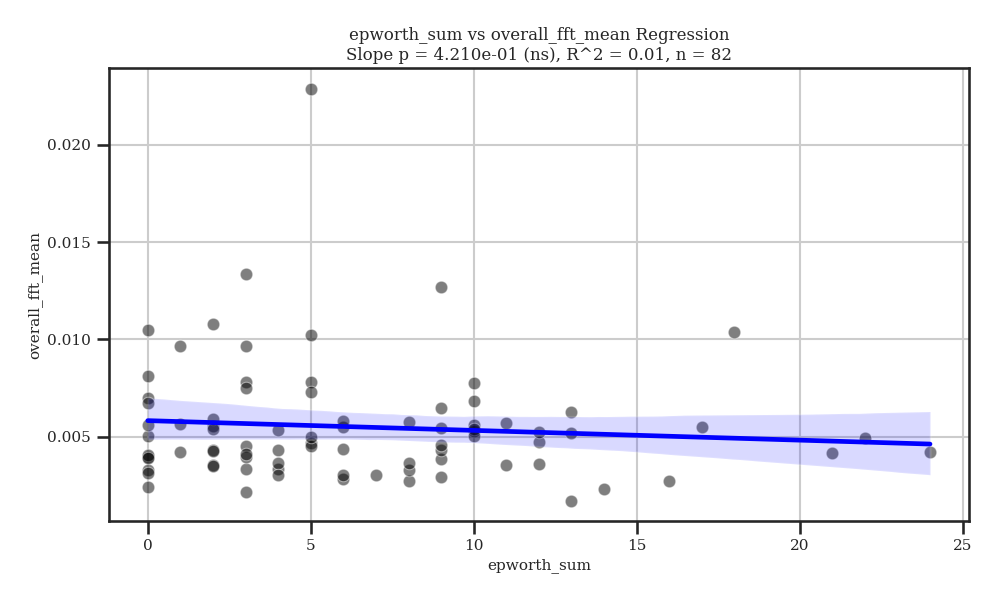 epworth_sum vs overall_fft_mean Regression
Slope p = 4.210e-01 (ns), R^2 = 0.01, n = 82
overall_fft_mean
0.020
0.015
0.010
0.005
0 5 10 15 20 25
epworth_sum